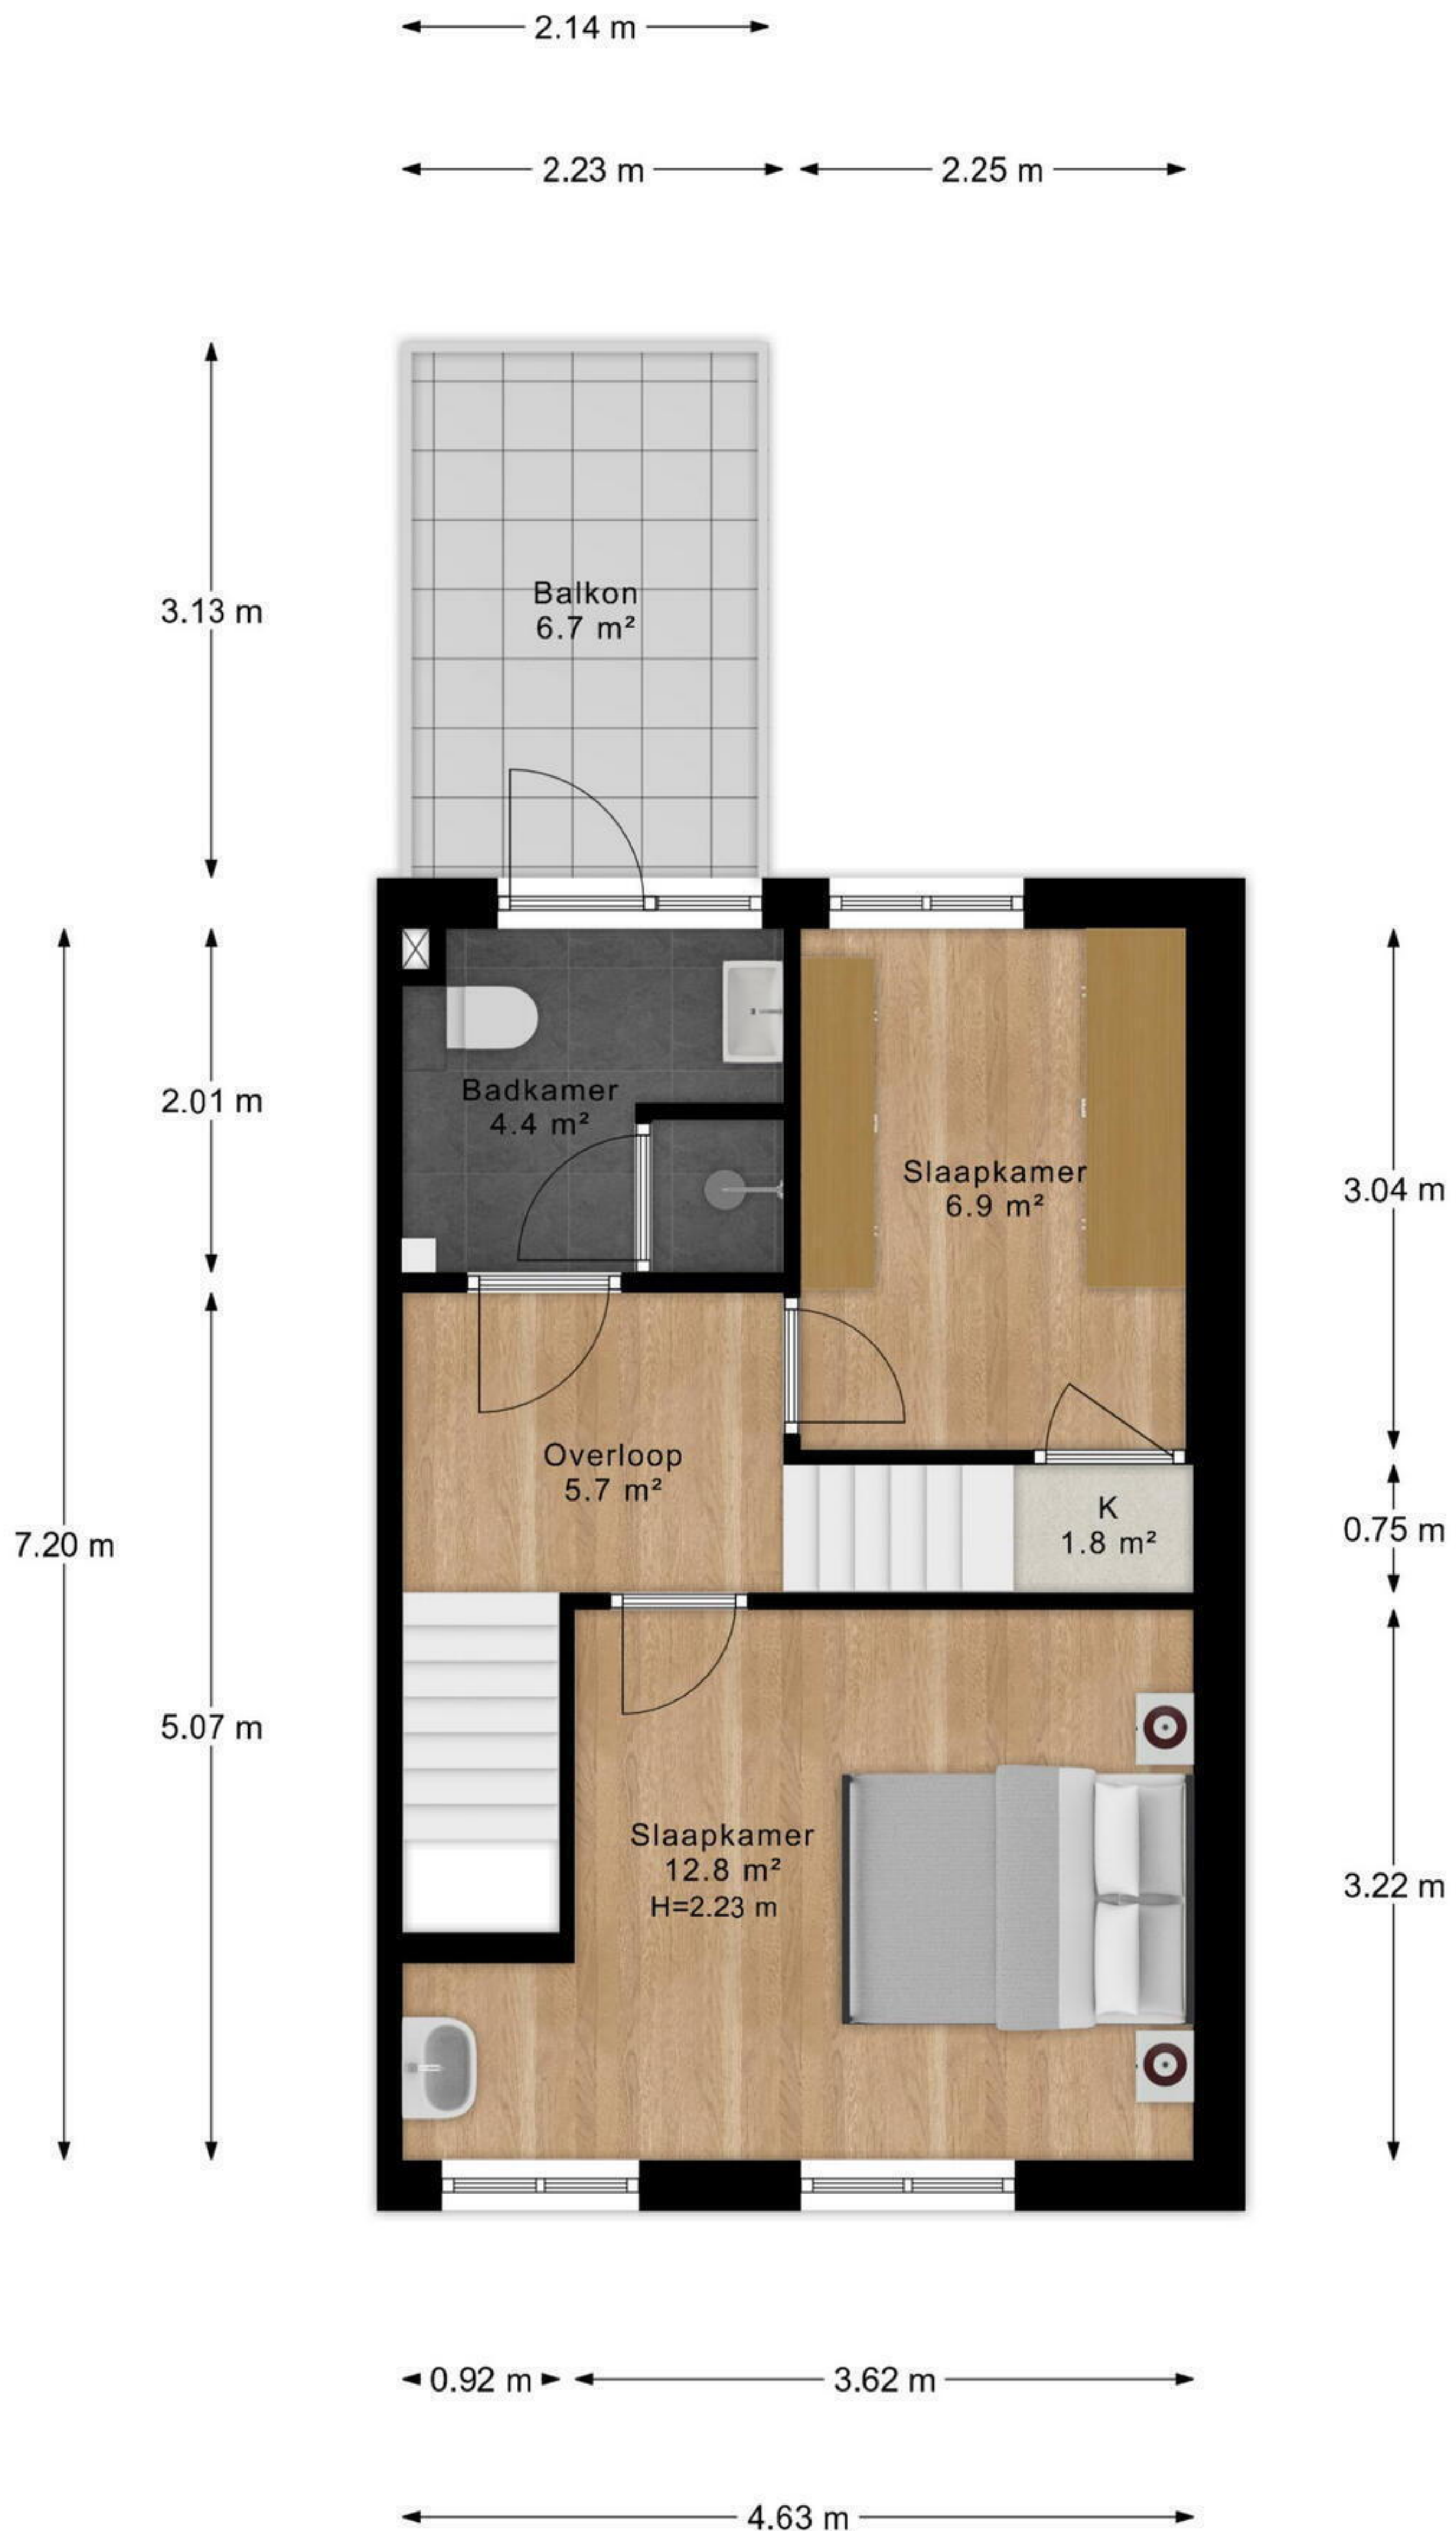 2.14 m
2.23 m
2.25 m
3.13 m
Balkon
6.7 m²
2.01 m
Badkamer
4.4 m²
Slaapkamer
6.9 m²
3.04 m
Overloop
5.7 m²
K
1.8 m²
0.75 m
7.20 m
5.07 m
Slaapkamer
12.8 m²
H=2.23 m
3.22 m
0.92 m
3.62 m
4.63 m